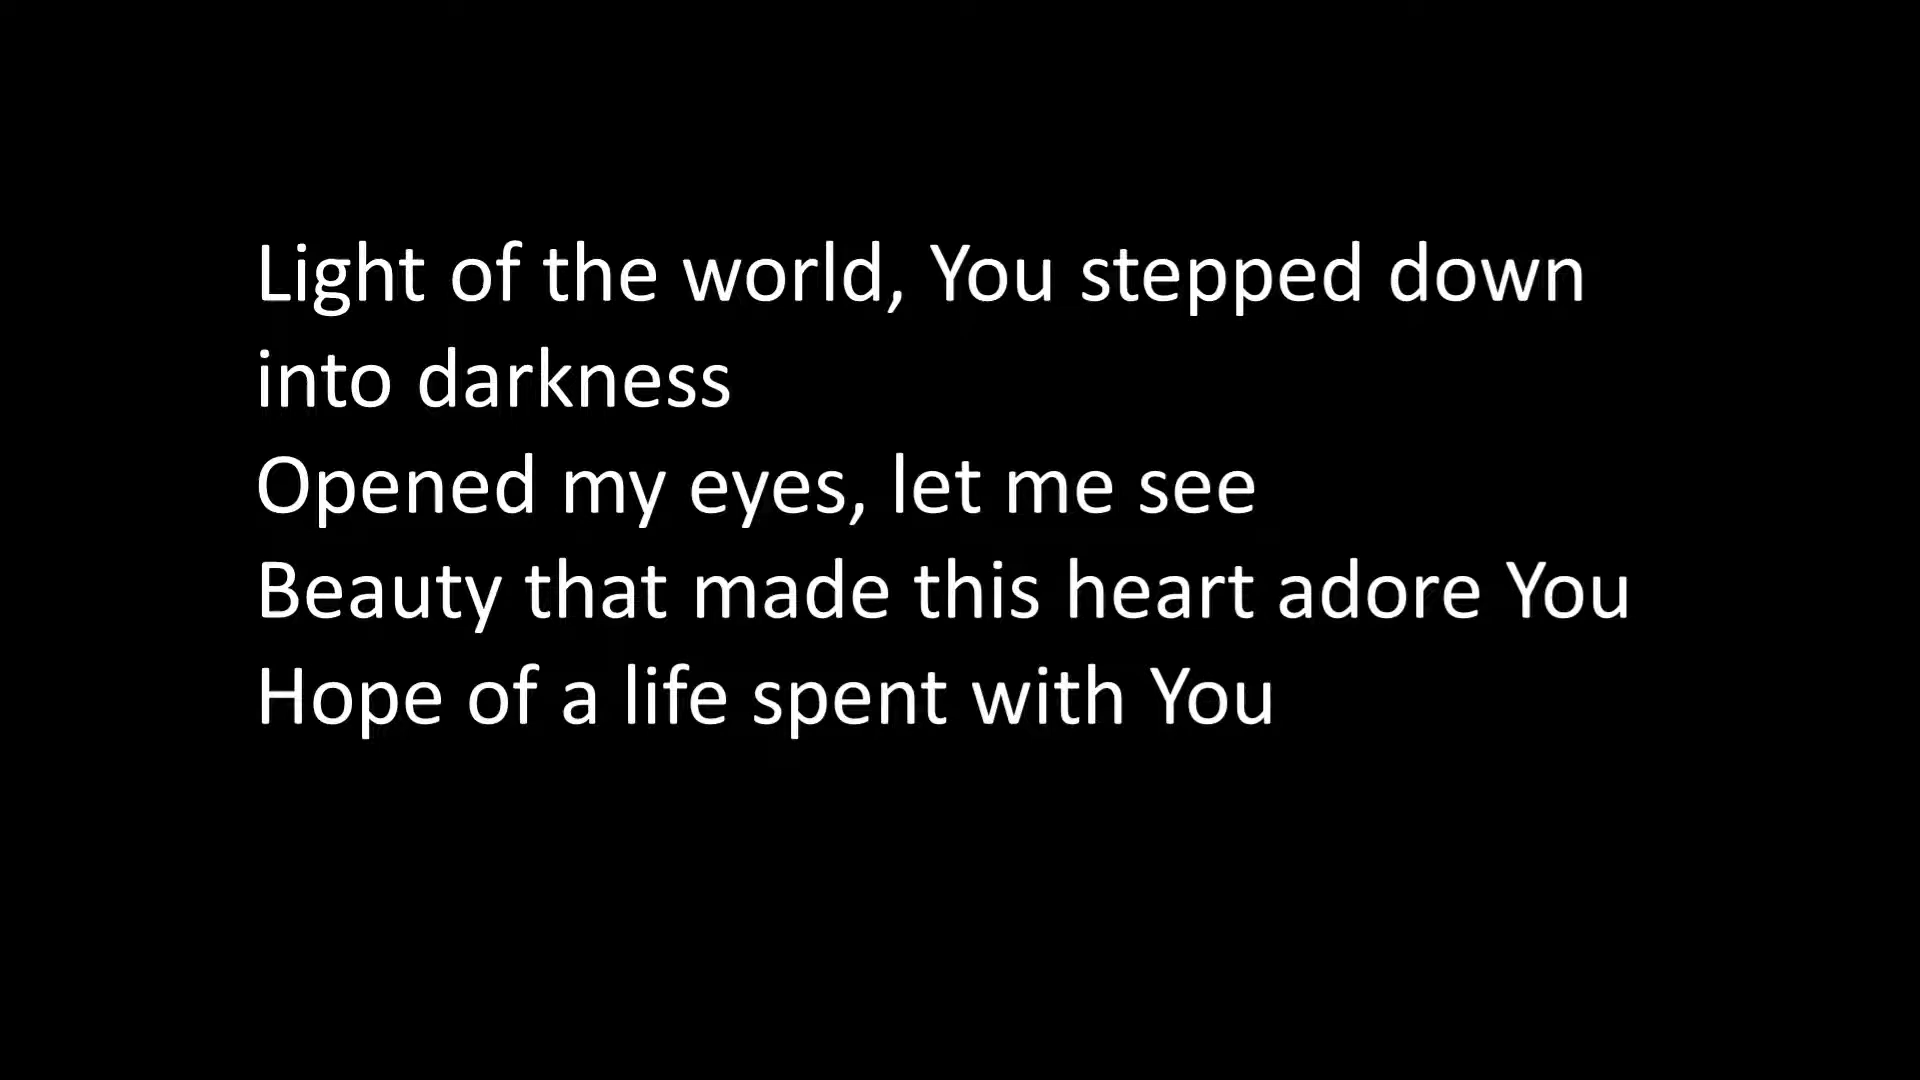 Light of the world, You stepped down
into darkness
Opened my eyes, let me see
Beauty that made this heart adore You
Hope of a life spent with You